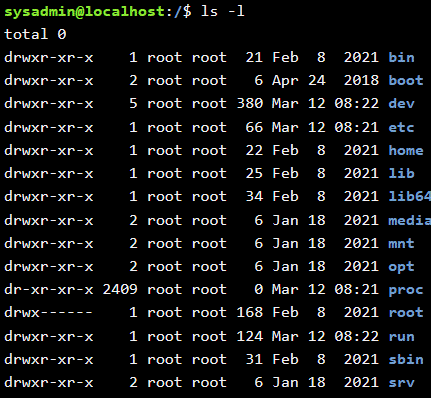 sysadmin@localhost:/$ ls -l
total 0
drwxr-xr-x    1 root root  21 Feb  8  2021 bin
drwxr-xr-x    2 root root   6 Apr 24  2018 boot
drwxr-xr-x    5 root root 380 Mar 12 08:22 dev
drwxr-xr-x    1 root root  66 Mar 12 08:21 etc
drwxr-xr-x    1 root root  22 Feb  8  2021 home
drwxr-xr-x    1 root root  25 Feb  8  2021 lib
drwxr-xr-x    1 root root  34 Feb  8  2021 lib64
drwxr-xr-x    2 root root   6 Jan 18  2021 media
drwxr-xr-x    2 root root   6 Jan 18  2021 mnt
drwxr-xr-x    2 root root   6 Jan 18  2021 opt
dr-xr-xr-x 2409 root root   0 Mar 12 08:21 proc
drwx------    1 root root 168 Feb  8  2021 root
drwxr-xr-x    1 root root 124 Mar 12 08:22 run
drwxr-xr-x    1 root root  31 Feb  8  2021 sbin
drwxr-xr-x    2 root root   6 Jan 18  2021 srv